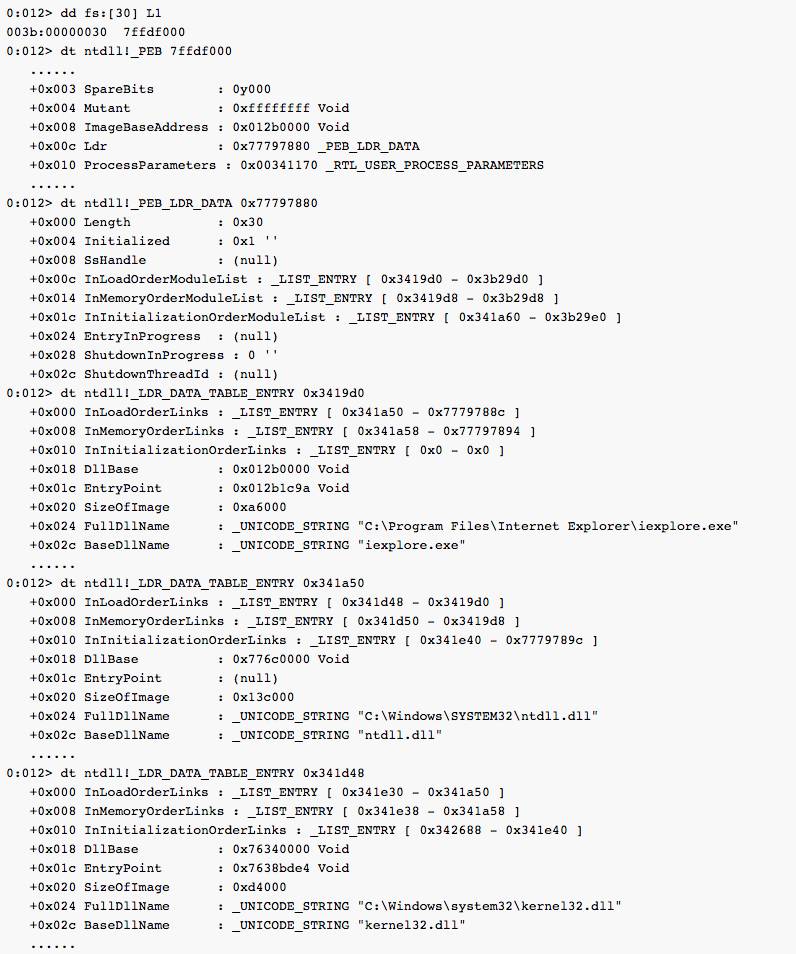 0:012> dd fs:[30] L1
003b:00000030  7ffdf000
0:012> dt ntdll!_PEB 7ffdf000
   ......
   +0x003 SpareBits        : 0y000
   +0x004 Mutant           : 0xffffffff Void
   +0x008 ImageBaseAddress : 0x012b0000 Void
   +0x00c Ldr              : 0x77797880 _PEB_LDR_DATA
   +0x010 ProcessParameters : 0x00341170 _RTL_USER_PROCESS_PARAMETERS
   ......
0:012> dt ntdll!_PEB_LDR_DATA 0x77797880
   +0x000 Length           : 0x30
   +0x004 Initialized      : 0x1 ''
   +0x008 SsHandle         : (null)
   +0x00c InLoadOrderModuleList : _LIST_ENTRY [ 0x3419d0 - 0x3b29d0 ]
   +0x014 InMemoryOrderModuleList : _LIST_ENTRY [ 0x3419d8 - 0x3b29d8 ]
   +0x01c InInitializationOrderModuleList : _LIST_ENTRY [ 0x341a60 - 0x3b29e0 ]
   +0x024 EntryInProgress  : (null)
   +0x028 ShutdownInProgress : 0 ''
   +0x02c ShutdownThreadId : (null)
0:012> dt ntdll!_LDR_DATA_TABLE_ENTRY 0x3419d0
   +0x000 InLoadOrderLinks : _LIST_ENTRY [ 0x341a50 - 0x7779788c ]
   +0x008 InMemoryOrderLinks : _LIST_ENTRY [ 0x341a58 - 0x77797894 ]
   +0x010 InInitializationOrderLinks : _LIST_ENTRY [ 0x0 - 0x0 ]
   +0x018 DllBase          : 0x012b0000 Void
   +0x01c EntryPoint       : 0x012b1c9a Void
   +0x020 SizeOfImage      : 0xa6000
   +0x024 FullDllName      : _UNICODE_STRING "C:\Program Files\Internet Explorer\iexplore.exe"
   +0x02c BaseDllName      : _UNICODE_STRING "iexplore.exe"
   ......
0:012> dt ntdll!_LDR_DATA_TABLE_ENTRY 0x341a50
   +0x000 InLoadOrderLinks : _LIST_ENTRY [ 0x341d48 - 0x3419d0 ]
   +0x008 InMemoryOrderLinks : _LIST_ENTRY [ 0x341d50 - 0x3419d8 ]
   +0x010 InInitializationOrderLinks : _LIST_ENTRY [ 0x341e40 - 0x7779789c ]
   +0x018 DllBase          : 0x776c0000 Void
   +0x01c EntryPoint       : (null)
   +0x020 SizeOfImage      : 0x13c000
   +0x024 FullDllName      : _UNICODE_STRING "C:\Windows\SYSTEM32\ntdll.dll"
   +0x02c BaseDllName      : _UNICODE_STRING "ntdll.dll"
   ......
0:012> dt ntdll!_LDR_DATA_TABLE_ENTRY 0x341d48
   +0x000 InLoadOrderLinks : _LIST_ENTRY [ 0x341e30 - 0x341a50 ]
   +0x008 InMemoryOrderLinks : _LIST_ENTRY [ 0x341e38 - 0x341a58 ]
   +0x010 InInitializationOrderLinks : _LIST_ENTRY [ 0x342688 - 0x341e40 ]
   +0x018 DllBase          : 0x76340000 Void
   +0x01c EntryPoint       : 0x7638bde4 Void
   +0x020 SizeOfImage      : 0xd4000
   +0x024 FullDllName      : _UNICODE_STRING "C:\Windows\system32\kernel32.dll"
   +0x02c BaseDllName      : _UNICODE_STRING "kernel32.dll"
   ......